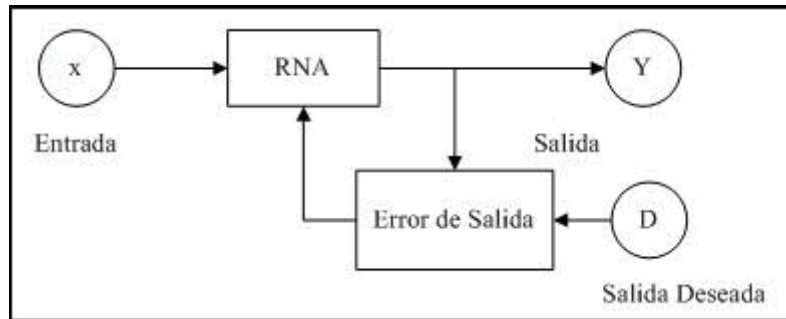 x
RNA
Y
Entrada
Salida
Error de Salida
D
Salida Deseada